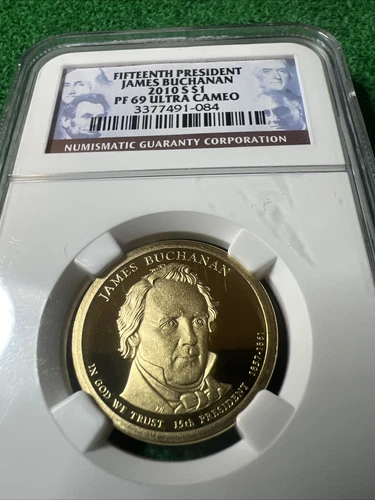 FIFTEENTH PRESIDENT
JAMES BUCHANAN
2010 S $1
PF 69 ULTRA CAMEO
3377491-084
NUMISMATIC GUARANTY CORPORATION
JAMES BUCHANAN
IN GOD WE TRUST 15th PRESIDENT 1857-1861